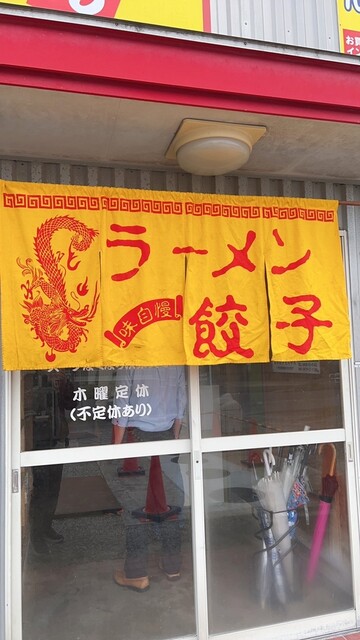 ラーメン
味自慢
餃子
木曜定休
(不定休あり)